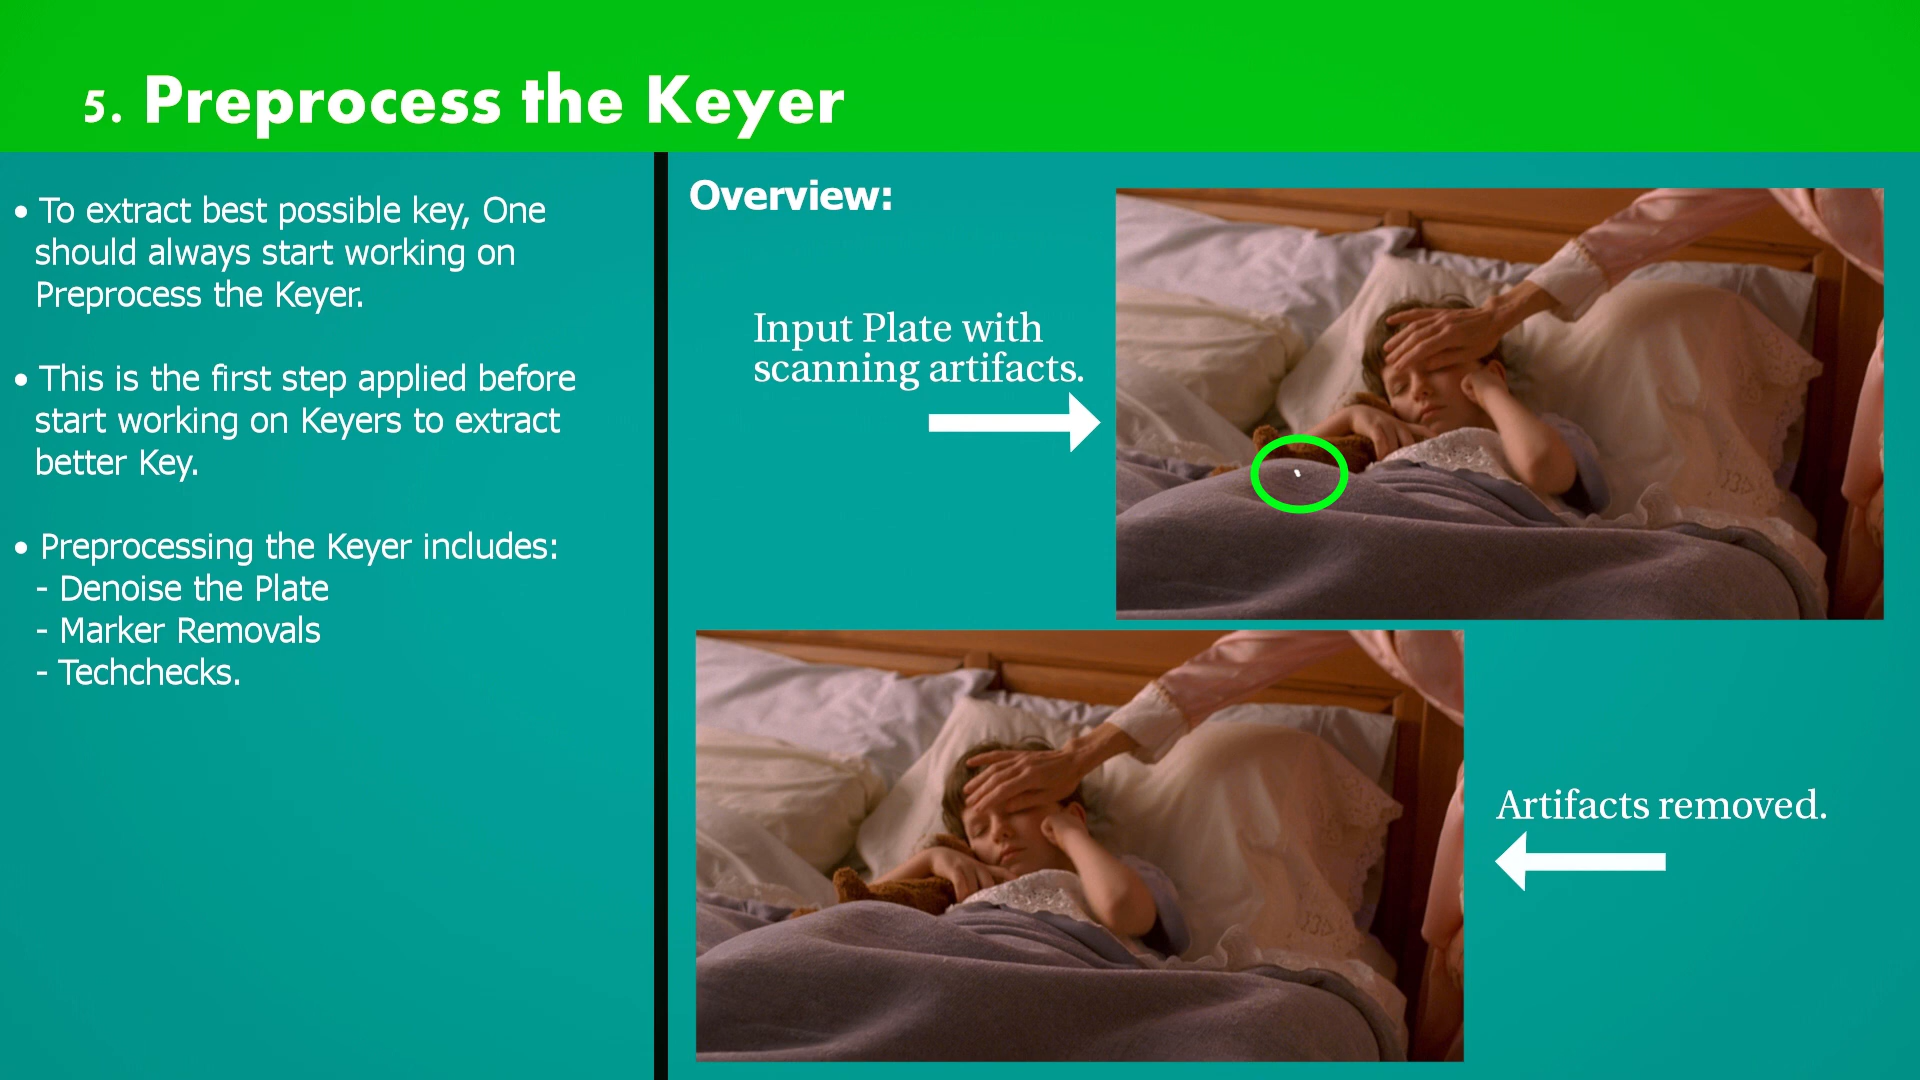 5. Preprocess the Keyer
• To extract best possible key, One
should always start working on
Preprocess the Keyer.
• This is the first step applied before
start working on Keyers to extract
better Key.
• Preprocessing the Keyer includes:
- Denoise the Plate
- Marker Removals
- Techchecks.
Overview:
Input Plate with
scanning artifacts.
Artifacts removed.